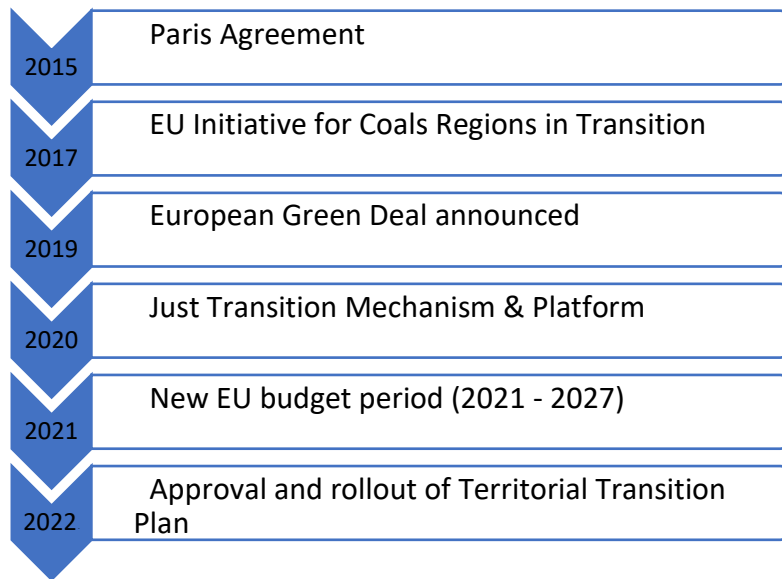 Paris Agreement
2015
EU Initiative for Coals Regions in Transition
2017
European Green Deal announced
2019
Just Transition Mechanism & Platform
2020
New EU budget period (2021 - 2027)
2021
Approval and rollout of Territorial Transition
Plan
2022